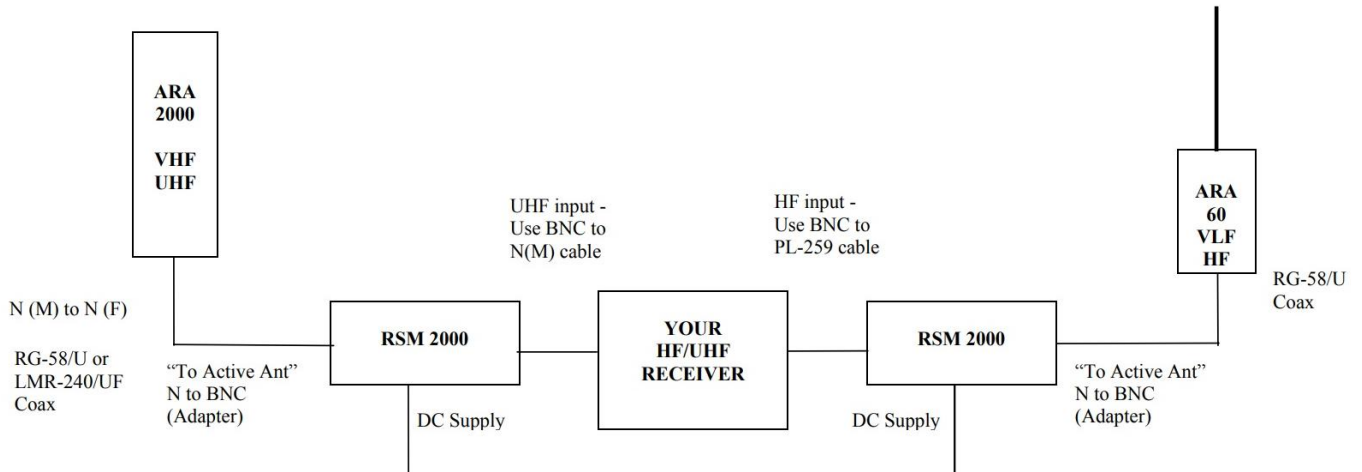 ARA
2000
VHF
UHF
N (M) to N (F)
RG-58/U or
LMR-240/UF
Coax
“To Active Ant”
N to BNC
(Adapter)
RSM 2000
DC Supply
UHF input -
Use BNC to
N(M) cable
YOUR
HF/UHF
RECEIVER
HF input -
Use BNC to
PL-259 cable
RSM 2000
DC Supply
“To Active Ant”
N to BNC
(Adapter)
ARA
60
VLF
HF
RG-58/U
Coax